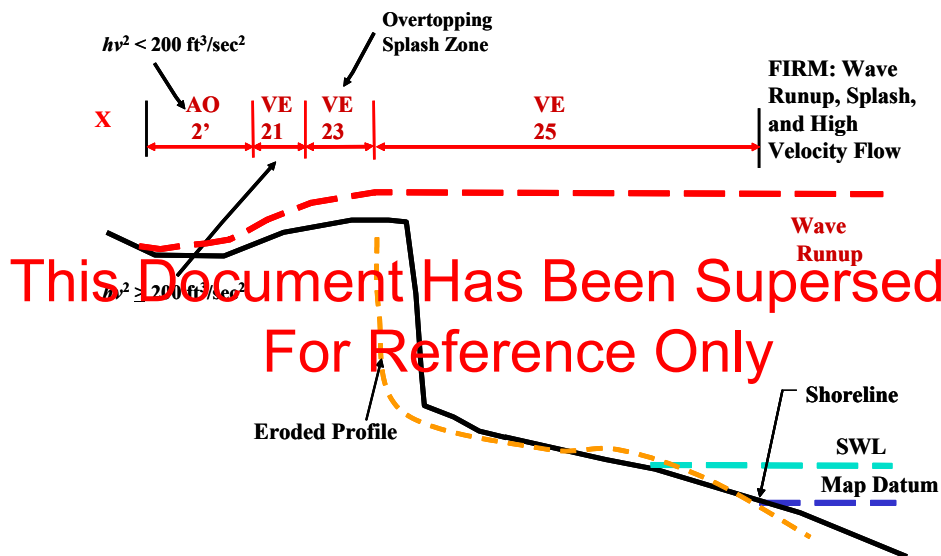 Overtopping
Splash Zone
hv² < 200 ft³/sec²
FIRM: Wave
Runup, Splash,
and High
Velocity Flow
X
AO
2’
VE
21
VE
23
VE
25
Wave
Runup
This Document Has Been Supersed
hv² ≥ 200 ft³/sec²
For Reference Only
Shoreline
Eroded Profile
SWL
Map Datum